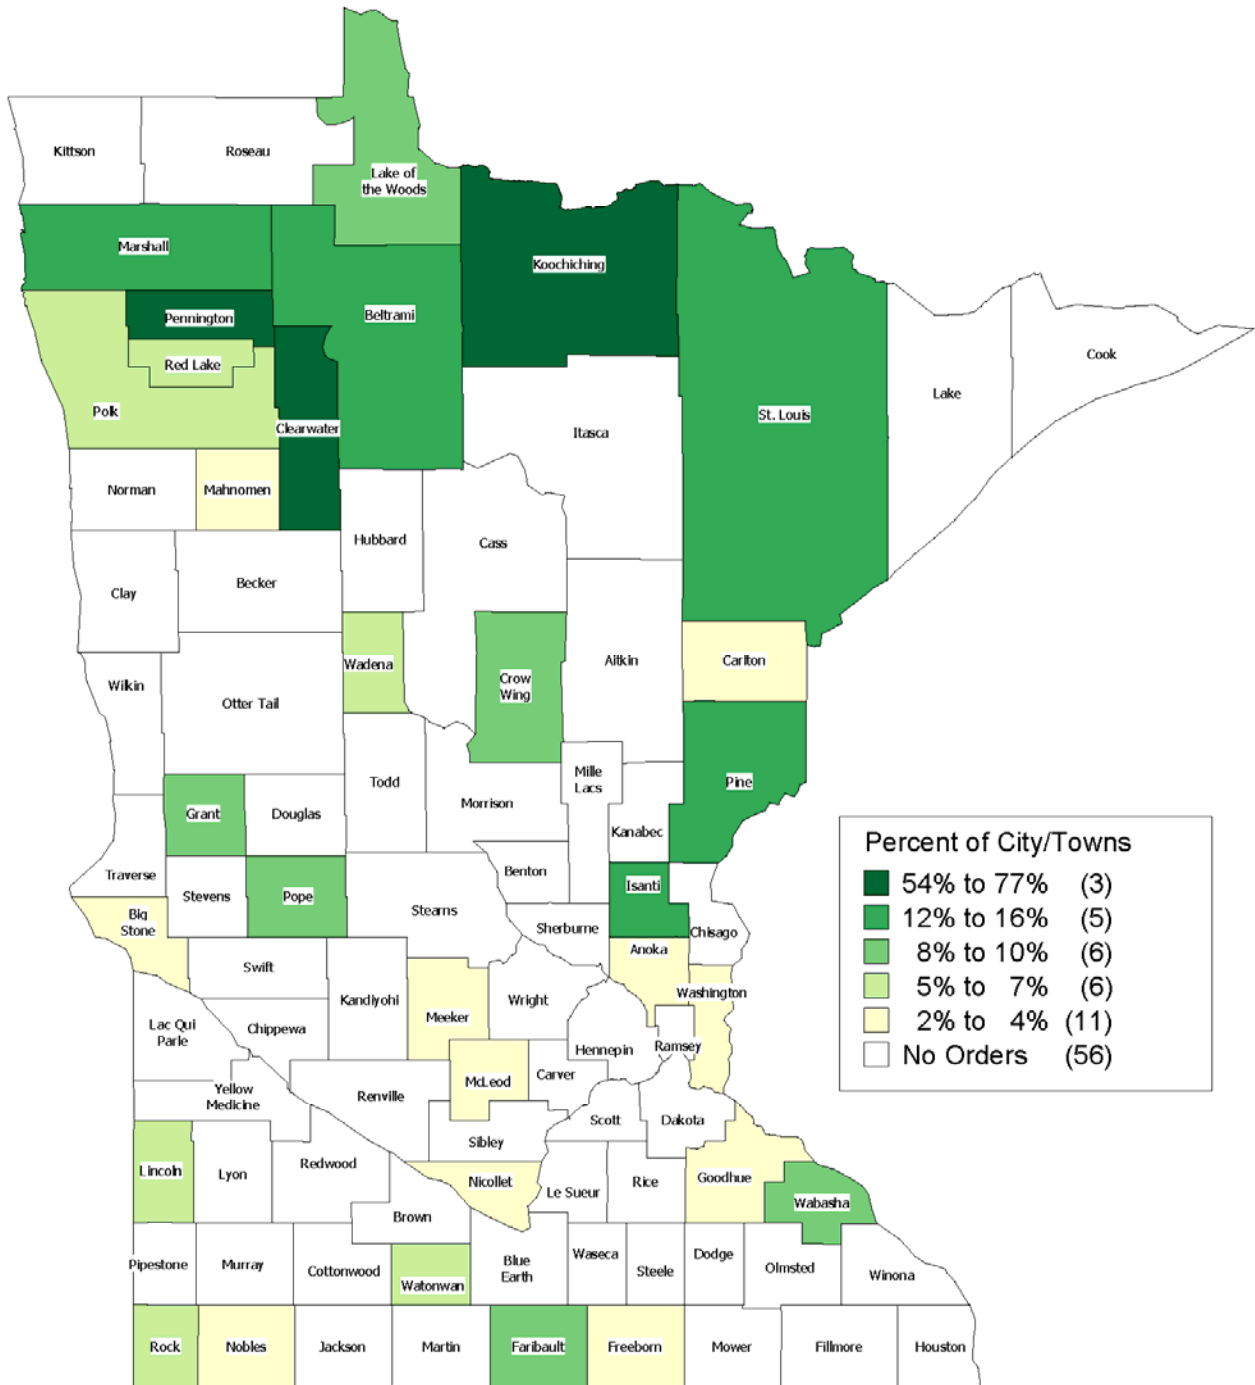 Kittson
Roseau
Lake of
the Woods
Marshall
Koochiching
Pennington
Beltrami
Red Lake
Cook
Lake
Polk
St. Louis
Clearwater
Itasca
Norman
Mahnomen
Hubbard
Cass
Becker
Clay
Wadena
Aitkin
Carlton
Crow
Wing
Wilkin
Otter Tail
Mille
Lacs
Todd
Pine
Morrison
Grant
Douglas
Kanabec
Percent of City/Towns
54% to 77% (3)
12% to 16% (5)
8% to 10% (6)
5% to 7% (6)
2% to 4% (11)
No Orders (56)
Traverse
Benton
Isanti
Stevens
Pope
Stearns
Big
Stone
Sherburne
Chisago
Anoka
Swift
Kandiyohi
Wright
Washington
Meeker
Lac Qui
Parle
Chippewa
Hennepin
Ramsey
McLeod
Carver
Yellow
Medicine
Renville
Scott
Dakota
Sibley
Lincoln
Lyon
Redwood
Nicollet
Le Sueur
Rice
Goodhue
Wabasha
Brown
Pipestone
Murray
Cottonwood
Watonwan
Blue
Earth
Waseca
Steele
Dodge
Olmsted
Winona
Rock
Nobles
Jackson
Martin
Faribault
Freeborn
Mower
Fillmore
Houston